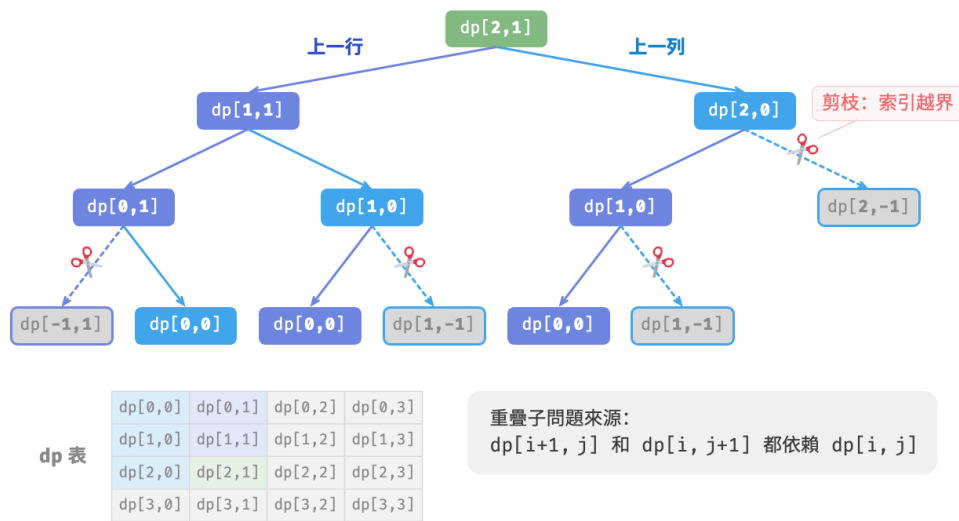 dp[2,1]
上一行
上一列
dp[1,1]
dp[2,0]
剪枝：索引越界
dp[0,1]
dp[1,0]
dp[1,0]
dp[2,-1]
dp[-1,1]
dp[0,0]
dp[0,0]
dp[1,-1]
dp[0,0]
dp[1,-1]
dp 表
dp[0,0] dp[0,1] dp[0,2] dp[0,3]
dp[1,0] dp[1,1] dp[1,2] dp[1,3]
dp[2,0] dp[2,1] dp[2,2] dp[2,3]
dp[3,0] dp[3,1] dp[3,2] dp[3,3]
重疊子問題來源：
dp[i+1, j] 和 dp[i, j+1] 都依賴 dp[i, j]